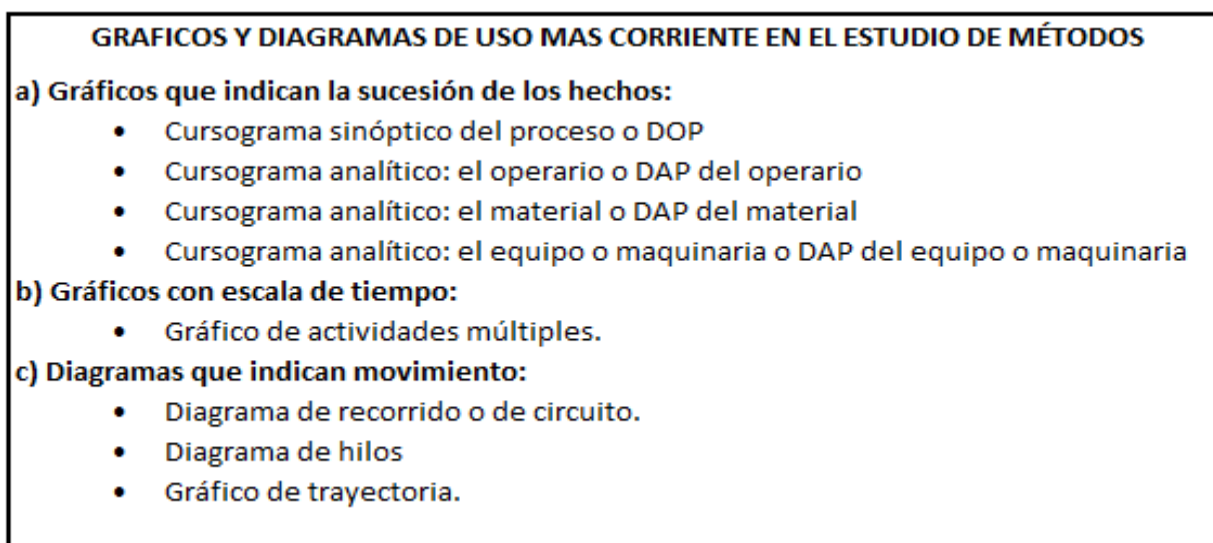 GRAFICOS Y DIAGRAMAS DE USO MAS CORRIENTE EN EL ESTUDIO DE MÉTODOS
a) Gráficos que indican la sucesión de los hechos:
• Cursograma sinóptico del proceso o DOP
• Cursograma analítico: el operario o DAP del operario
• Cursograma analítico: el material o DAP del material
• Cursograma analítico: el equipo o maquinaria o DAP del equipo o maquinaria
b) Gráficos con escala de tiempo:
• Gráfico de actividades múltiples.
c) Diagramas que indican movimiento:
• Diagrama de recorrido o de circuito.
• Diagrama de hilos
• Gráfico de trayectoria.